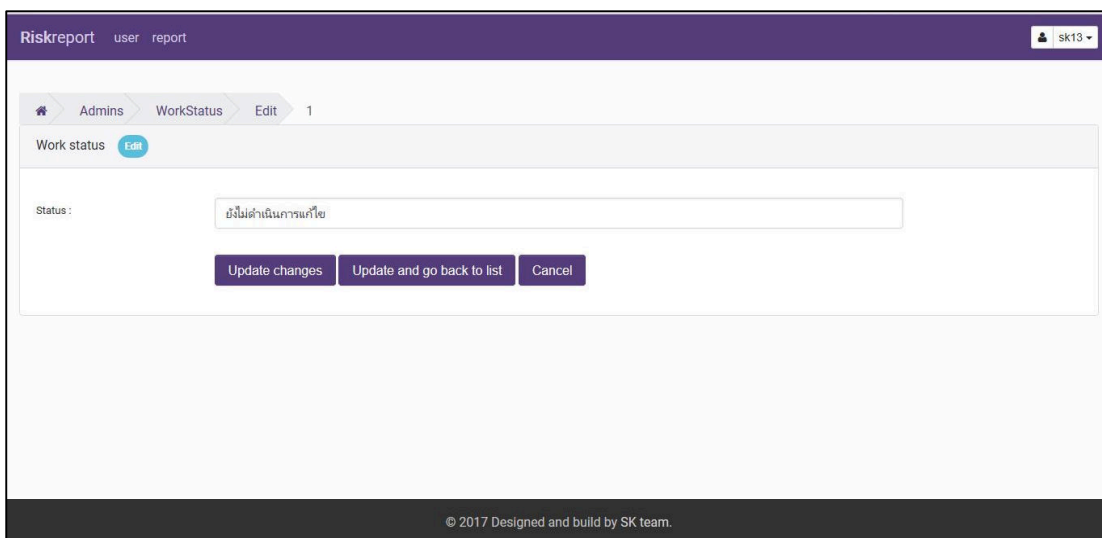 Riskreport user report sk13
Admins WorkStatus Edit 1
Work status Edit
Status : ยังไม่ดำเนินการแก้ไข
Update changes Update and go back to list Cancel
© 2017 Designed and build by SK team.